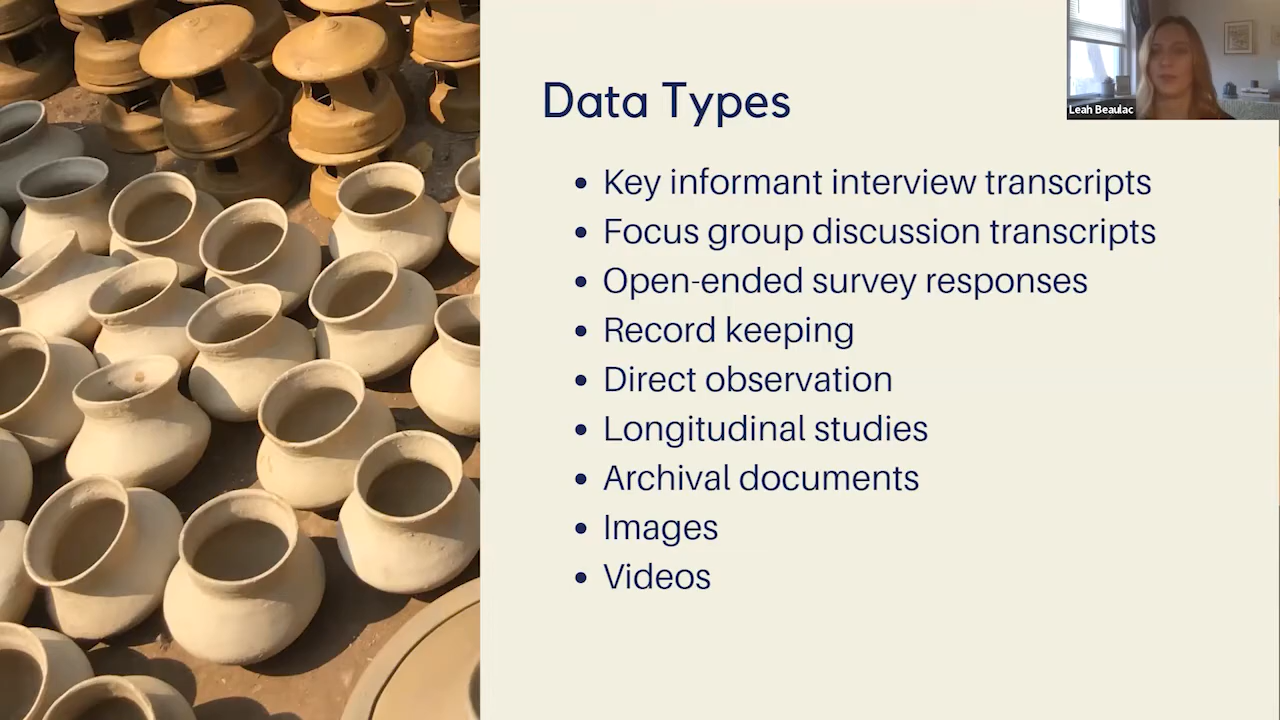 Data Types
Leah Beaulac
• Key informant interview transcripts
• Focus group discussion transcripts
• Open-ended survey responses
• Record keeping
• Direct observation
• Longitudinal studies
• Archival documents
• Images
• Videos